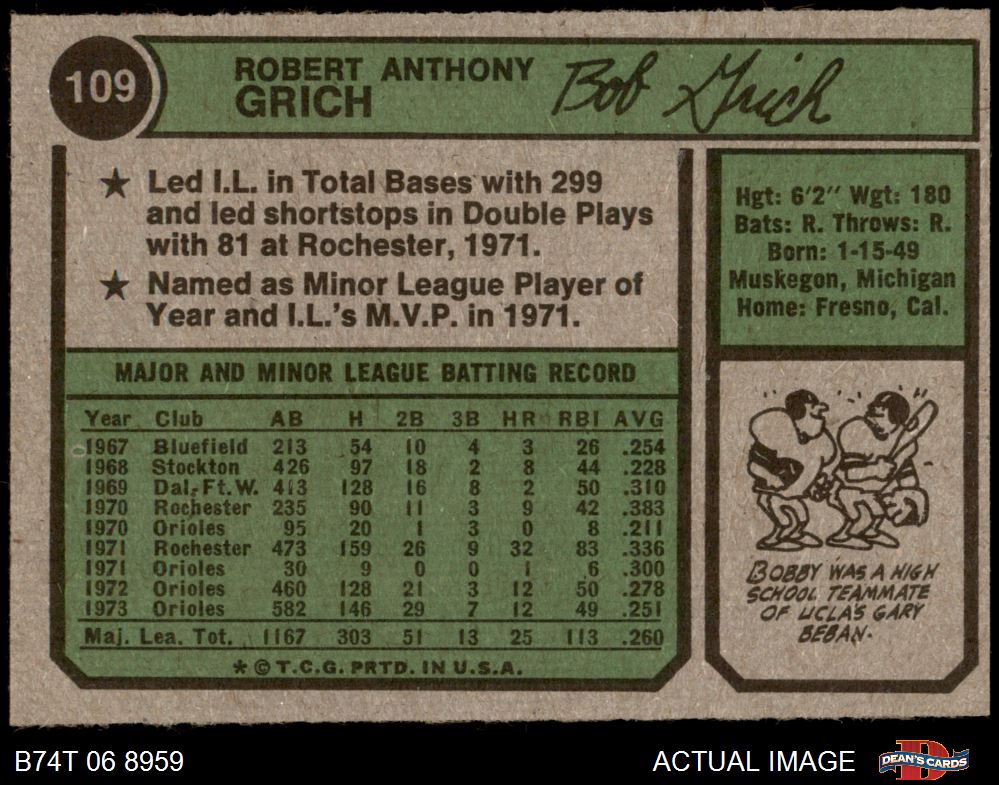 109
ROBERT ANTHONY
GRICH
Bob Grich
★ Led I.L. in Total Bases with 299
and led shortstops in Double Plays
with 81 at Rochester, 1971.
★ Named as Minor League Player of
Year and I.L.'s M.V.P. in 1971.
Hgt: 6'2" Wgt: 180
Bats: R. Throws: R.
Born: 1-15-49
Muskegon, Michigan
Home: Fresno, Cal.
MAJOR AND MINOR LEAGUE BATTING RECORD
Year Club AB H 2B 3B HR RBI AVG
1967 Bluefield 213 54 10 4 3 26 .254
1968 Stockton 426 97 18 2 8 44 .228
1969 Dal.-Ft.W. 413 128 16 8 2 50 .310
1970 Rochester 235 90 11 3 9 42 .383
1970 Orioles 95 20 1 3 0 8 .211
1971 Rochester 473 159 26 9 32 83 .336
1971 Orioles 30 9 0 0 1 6 .300
1972 Orioles 460 128 21 3 12 50 .278
1973 Orioles 582 146 29 7 12 49 .251
Maj. Lea. Tot. 1167 303 51 13 25 113 .260
* © T.C.G. PRTD. IN U.S.A.
BOBBY WAS A HIGH
SCHOOL TEAMMATE
OF UCLA'S GARY
BEBAN.
B74T 06 8959
ACTUAL IMAGE
DEAN'S CARDS